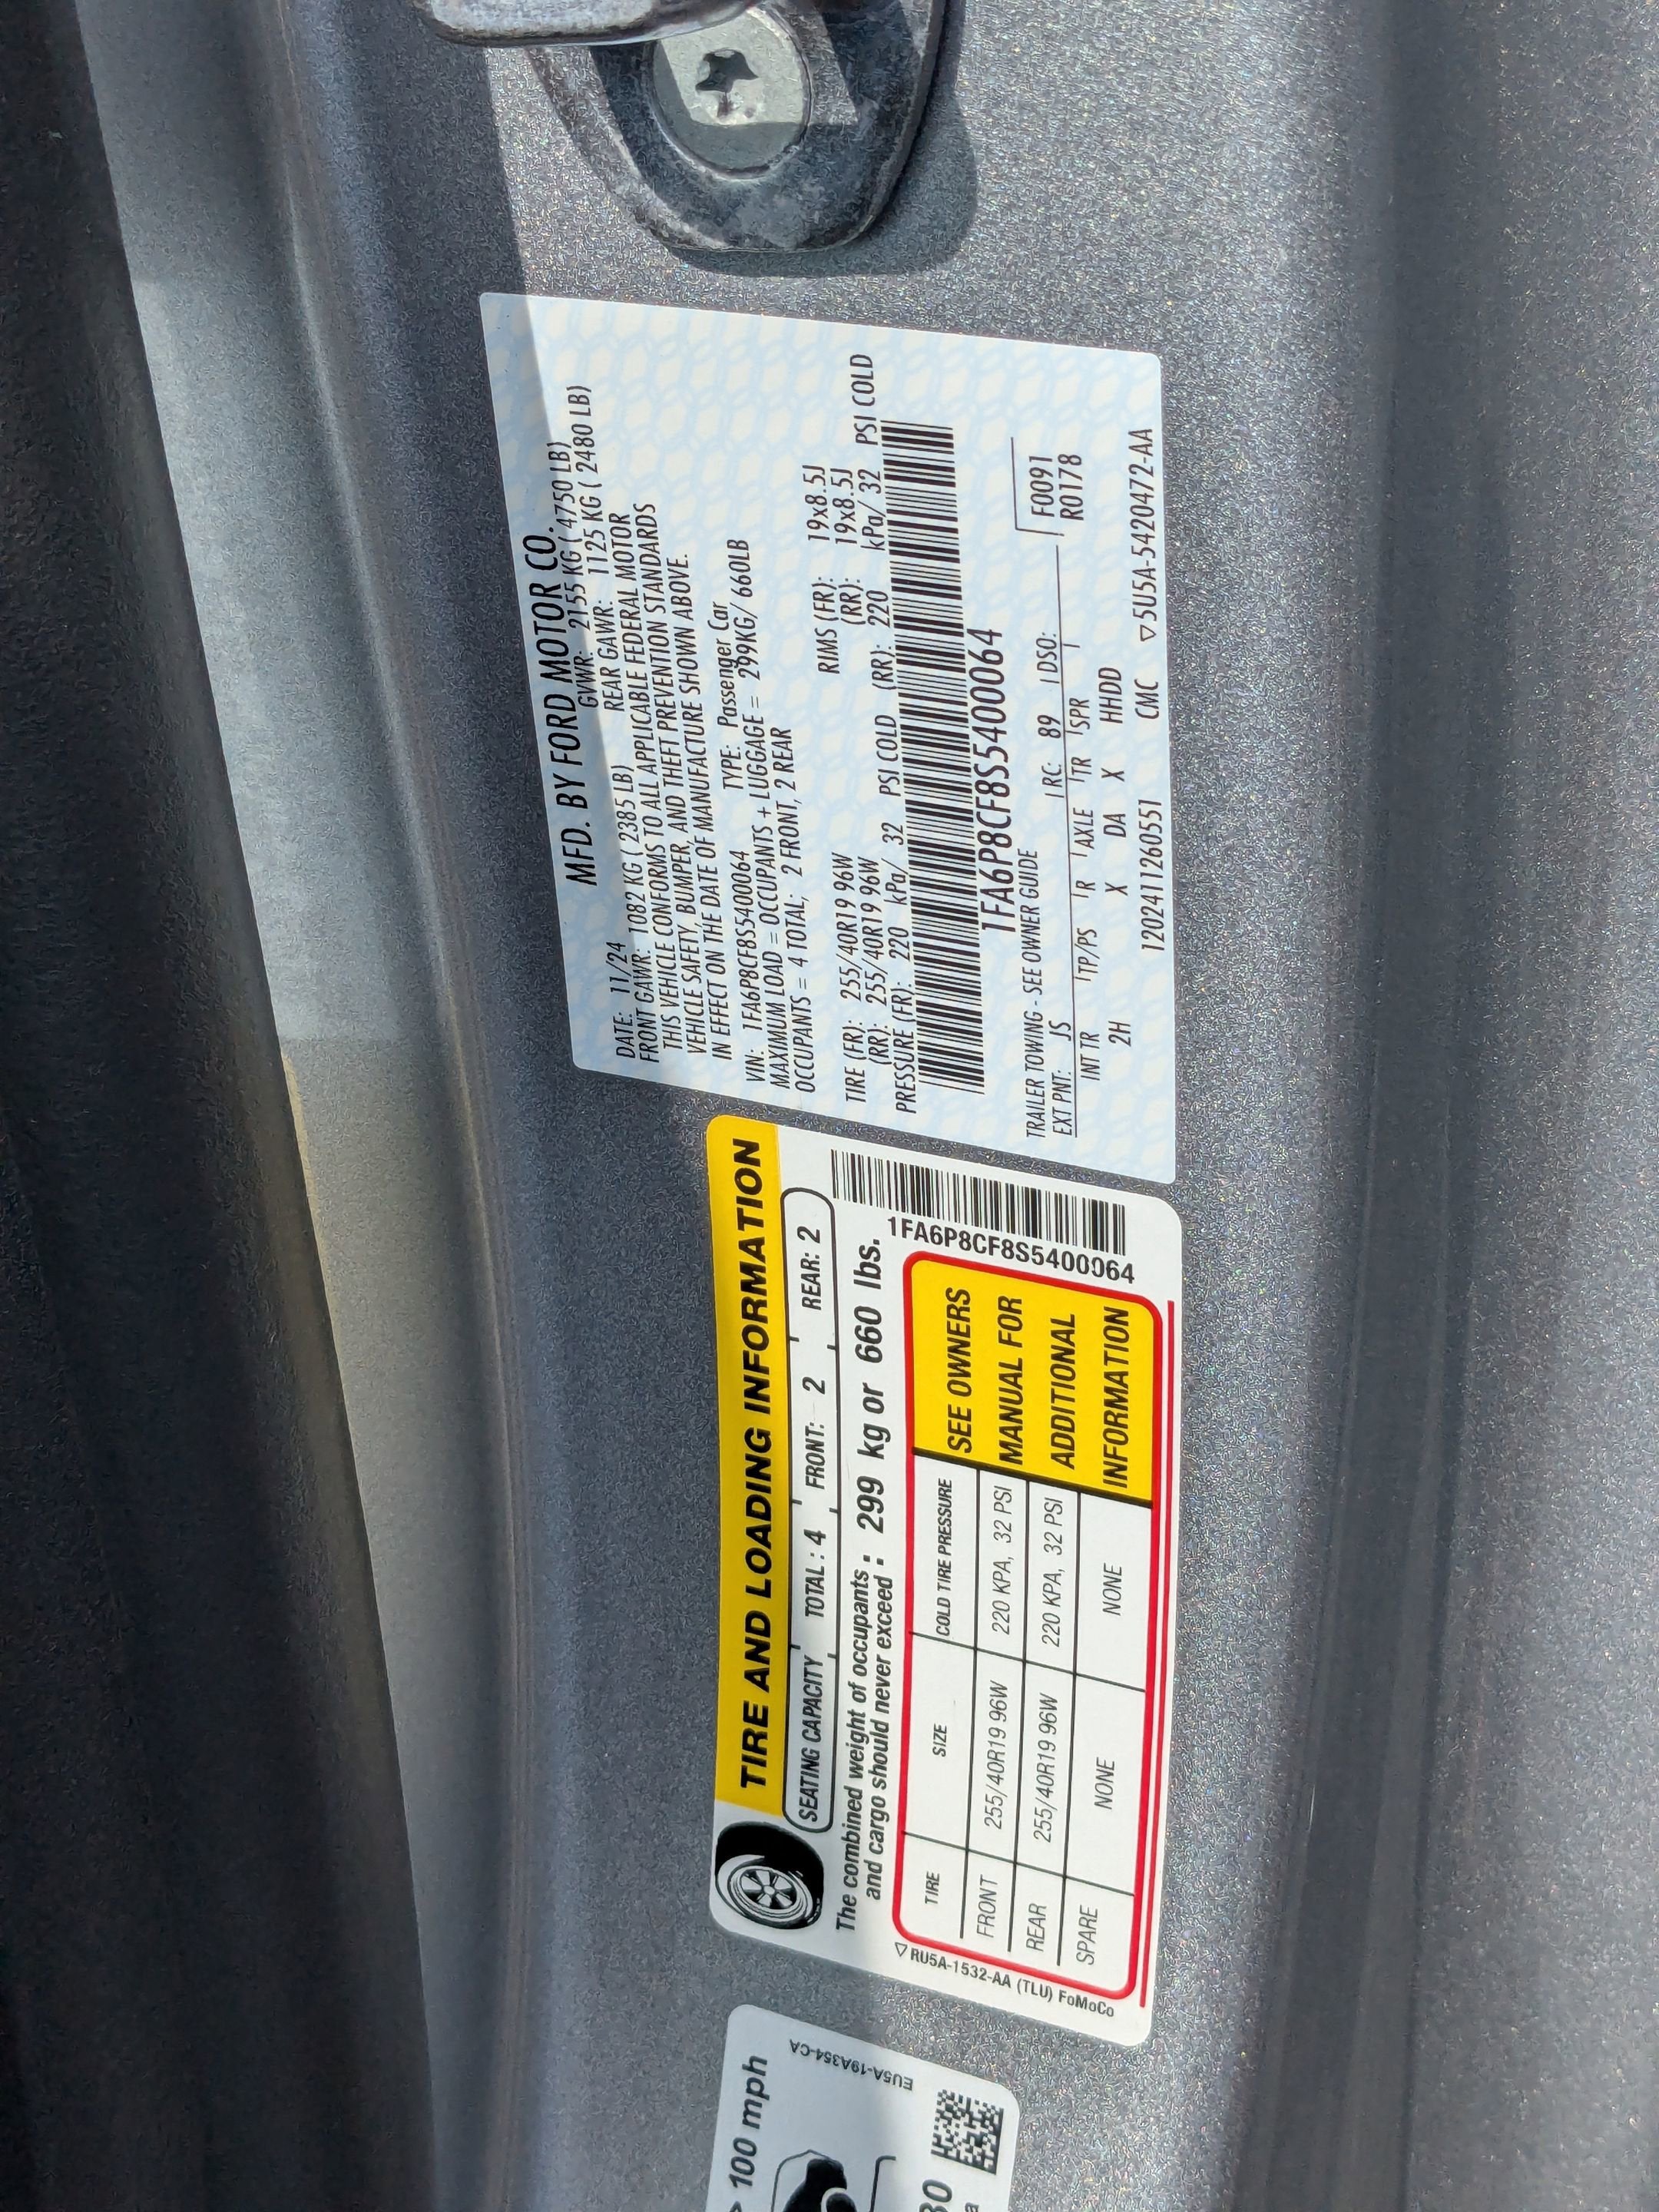 MFD. BY FORD MOTOR CO.
DATE: 11/24 GVWR: 2155 KG ( 4750 LB)
FRONT GAWR: 1082 KG ( 2385 LB) REAR GAWR: 1125 KG ( 2480 LB)
THIS VEHICLE CONFORMS TO ALL APPLICABLE FEDERAL MOTOR
VEHICLE SAFETY, BUMPER, AND THEFT PREVENTION STANDARDS
IN EFFECT ON THE DATE OF MANUFACTURE SHOWN ABOVE.
VIN: 1FA6P8CF8S5400064 TYPE: Passenger Car
MAXIMUM LOAD = OCCUPANTS + LUGGAGE = 299KG/ 660LB
OCCUPANTS = 4 TOTAL; 2 FRONT, 2 REAR
TIRE (FR): 255/40R19 96W RIMS (FR): 19x8.5J
(RR): 255/40R19 96W (RR): 19x8.5J
PRESSURE (FR): 220 kPa/ 32 PSI COLD (RR): 220 kPa/ 32 PSI COLD
1FA6P8CF8S5400064
TRAILER TOWING - SEE OWNER GUIDE
F0091
EXT PNT: JS RC: 89 DSO:
R0178
INT TR TP/PS R AXLE TR SPR
2H X DA X HHDD
1202411260551 CMC ▽5U5A-5420472-AA
TIRE AND LOADING INFORMATION
SEATING CAPACITY TOTAL : 4 FRONT: 2 REAR: 2
The combined weight of occupants
and cargo should never exceed : 299 kg or 660 lbs.
1FA6P8CF8S5400064
TIRE SIZE COLD TIRE PRESSURE
FRONT 255/40R19 96W 220 KPA, 32 PSI
REAR 255/40R19 96W 220 KPA, 32 PSI
SPARE NONE NONE
SEE OWNERS
MANUAL FOR
ADDITIONAL
INFORMATION
▽ RU5A-1532-AA (TLU) FoMoCo
> 100 mph
EU5A-19A354-CA